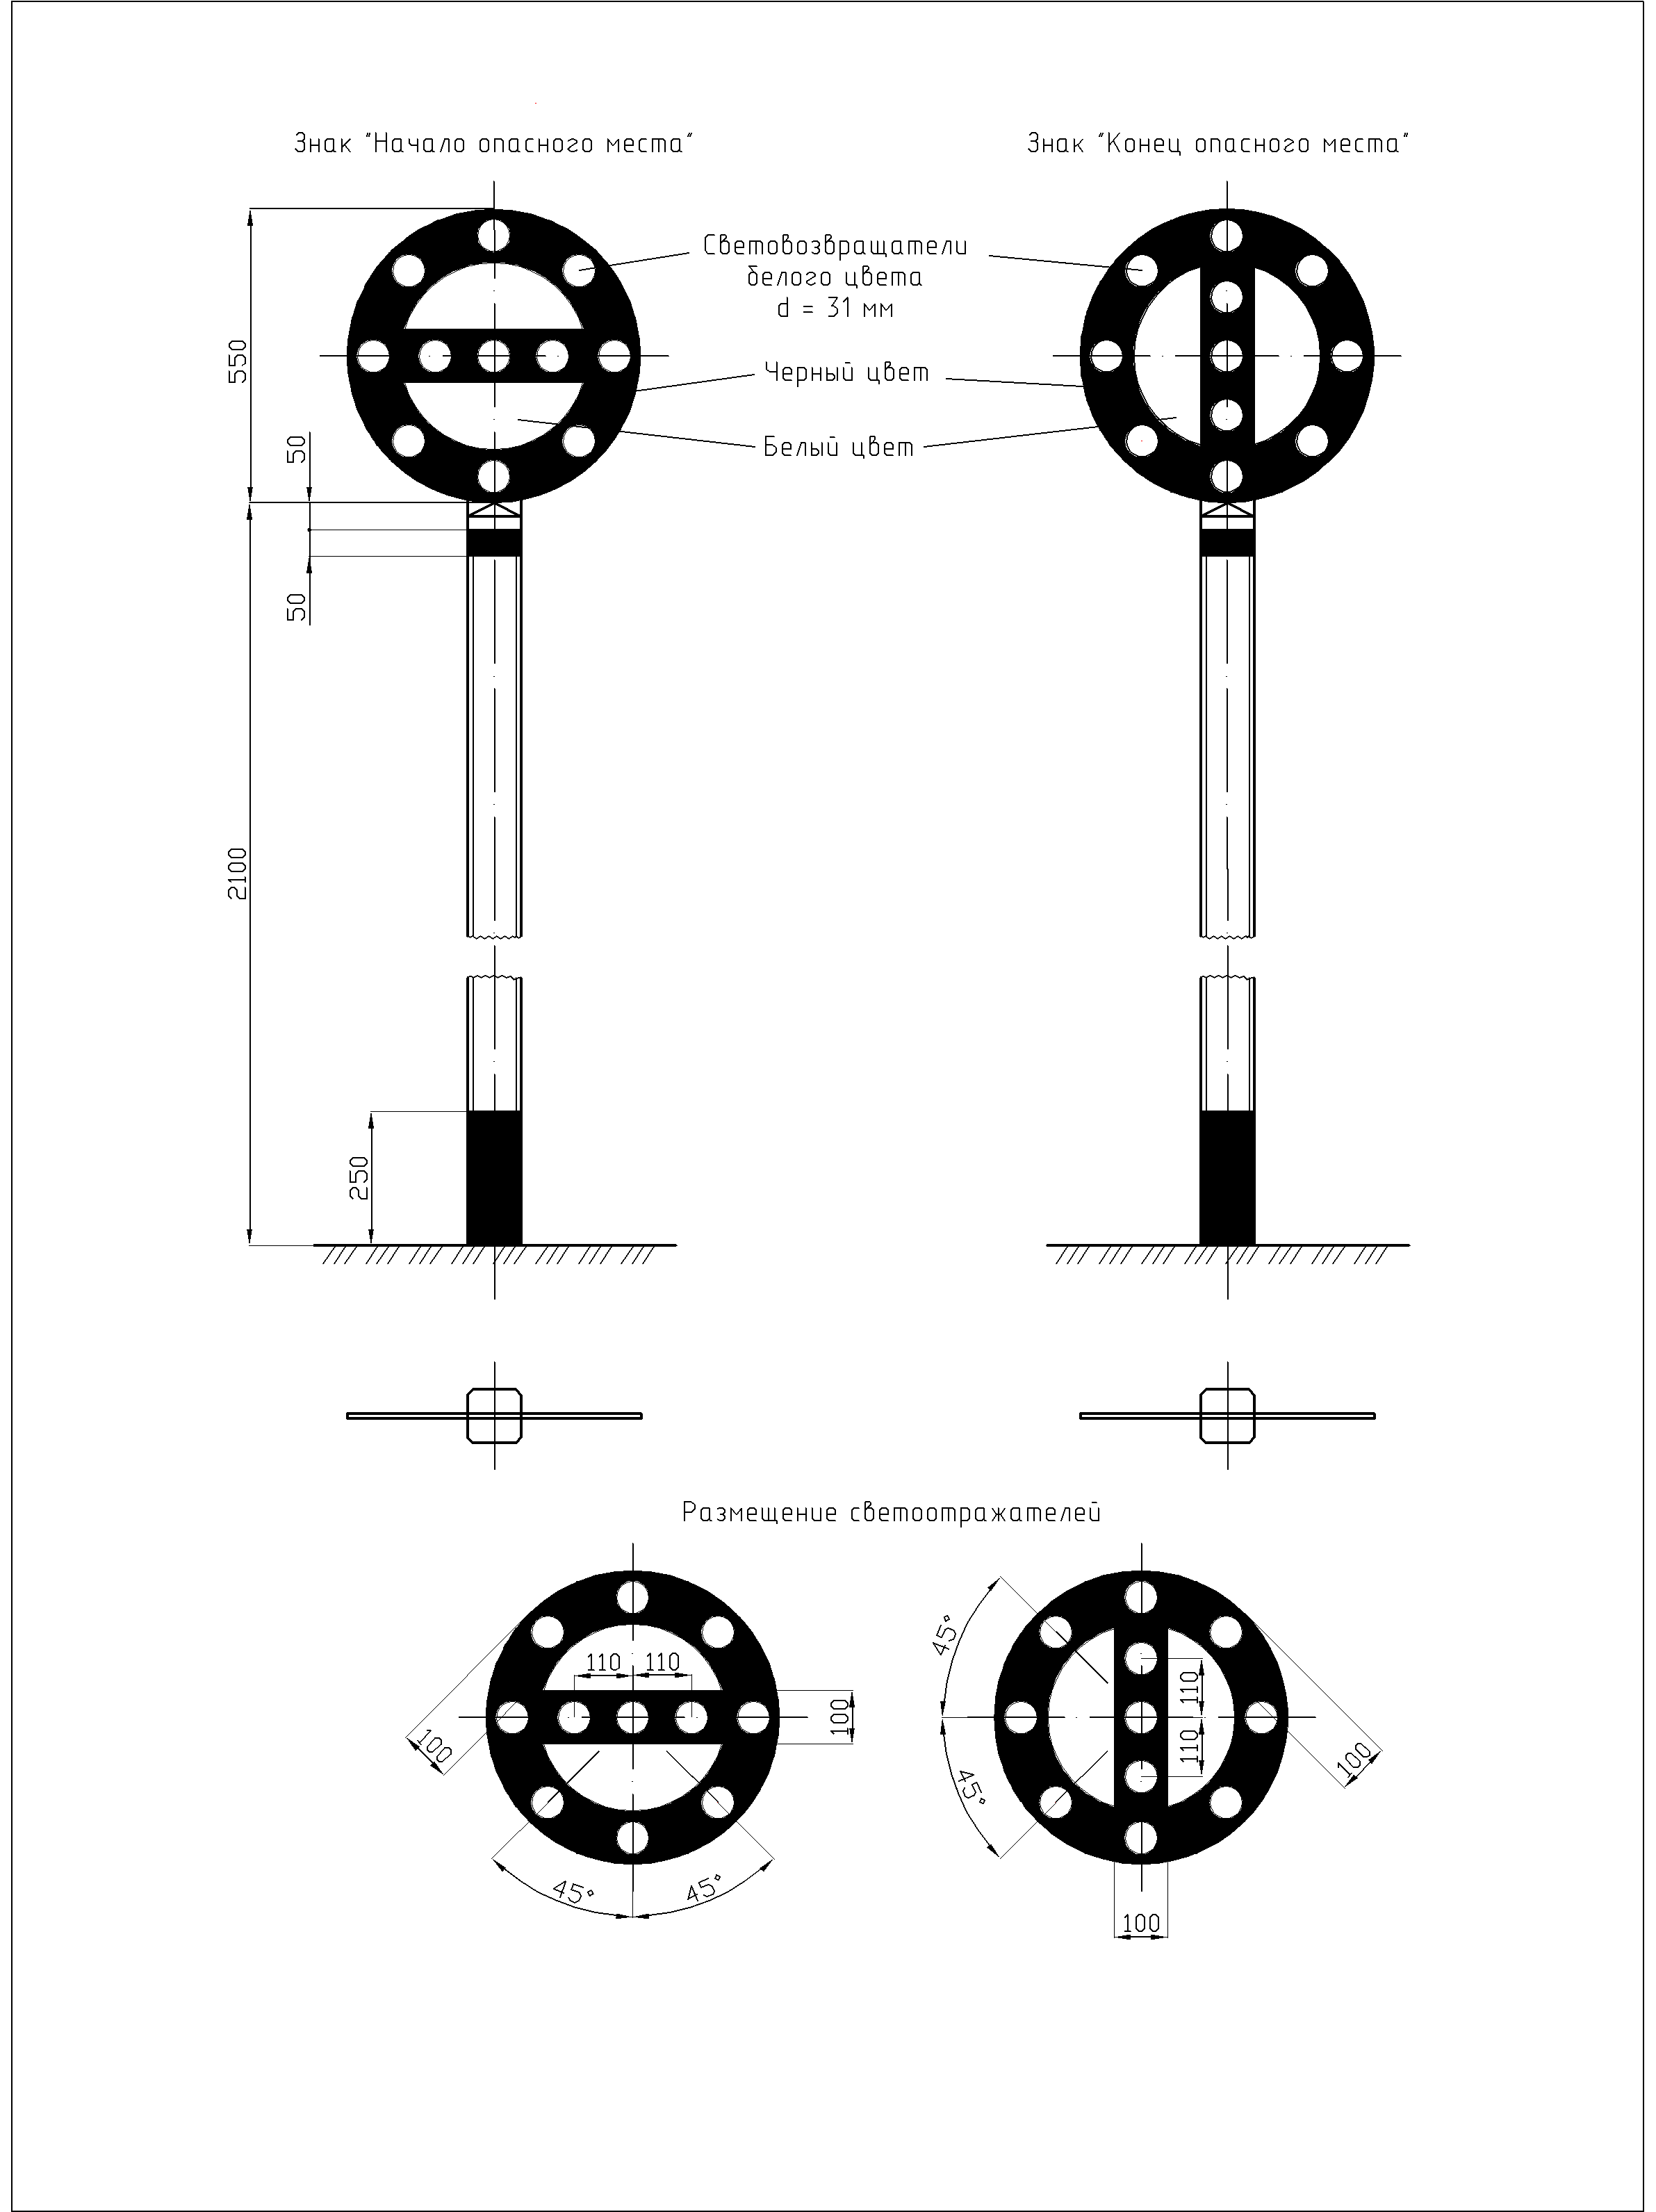 Знак "Начало опасного места"
Знак "Конец опасного места"
Световозвращатели
белого цвета
d = 31 мм
Черный цвет
Белый цвет
550
50
50
2100
250
Размещение светоотражателей
110
110
100
100
45°
45°
45°
45°
110
110
100
100